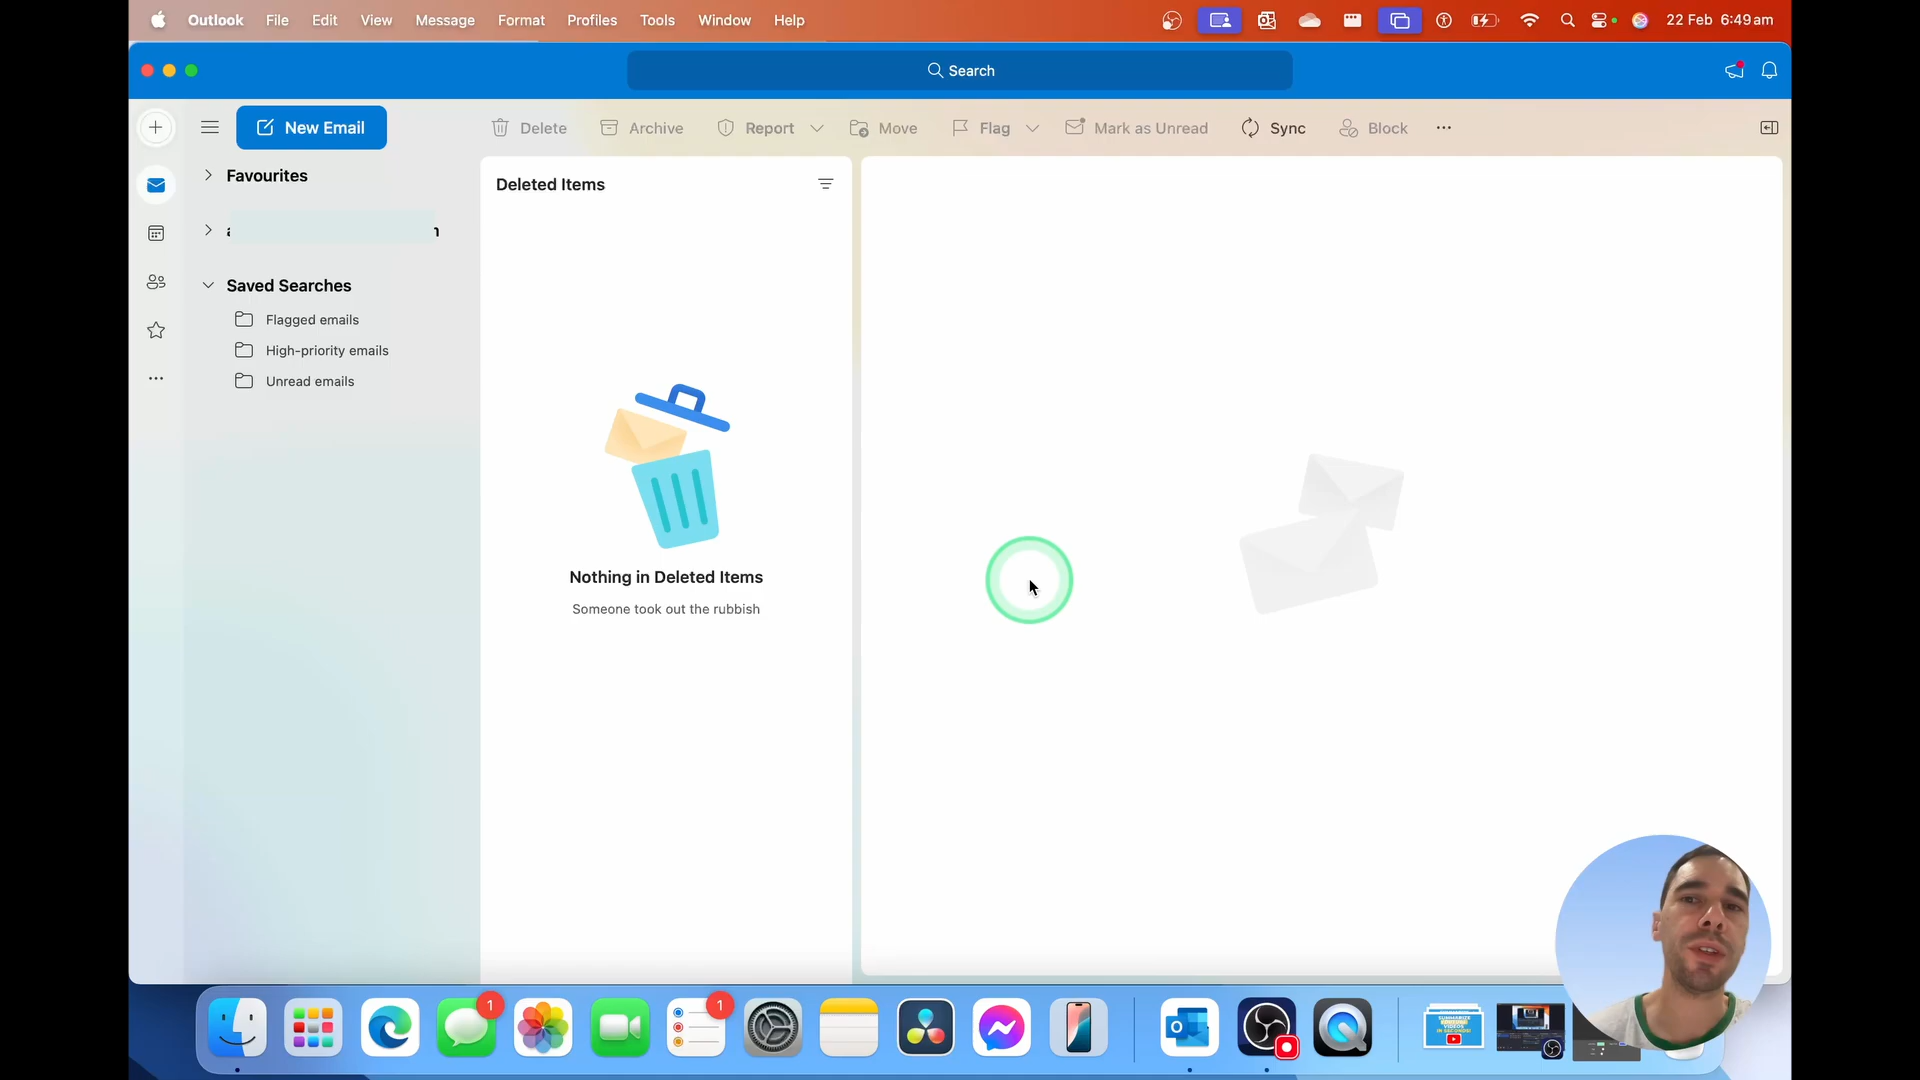 Outlook File Edit View Message Format Profiles Tools Window Help 22 Feb 6:49 am
Search
New Email Delete Archive Report Move Flag Mark as Unread Sync Block
Favourites
Deleted Items
Saved Searches
Flagged emails
High-priority emails
Unread emails
Nothing in Deleted Items
Someone took out the rubbish
1
1